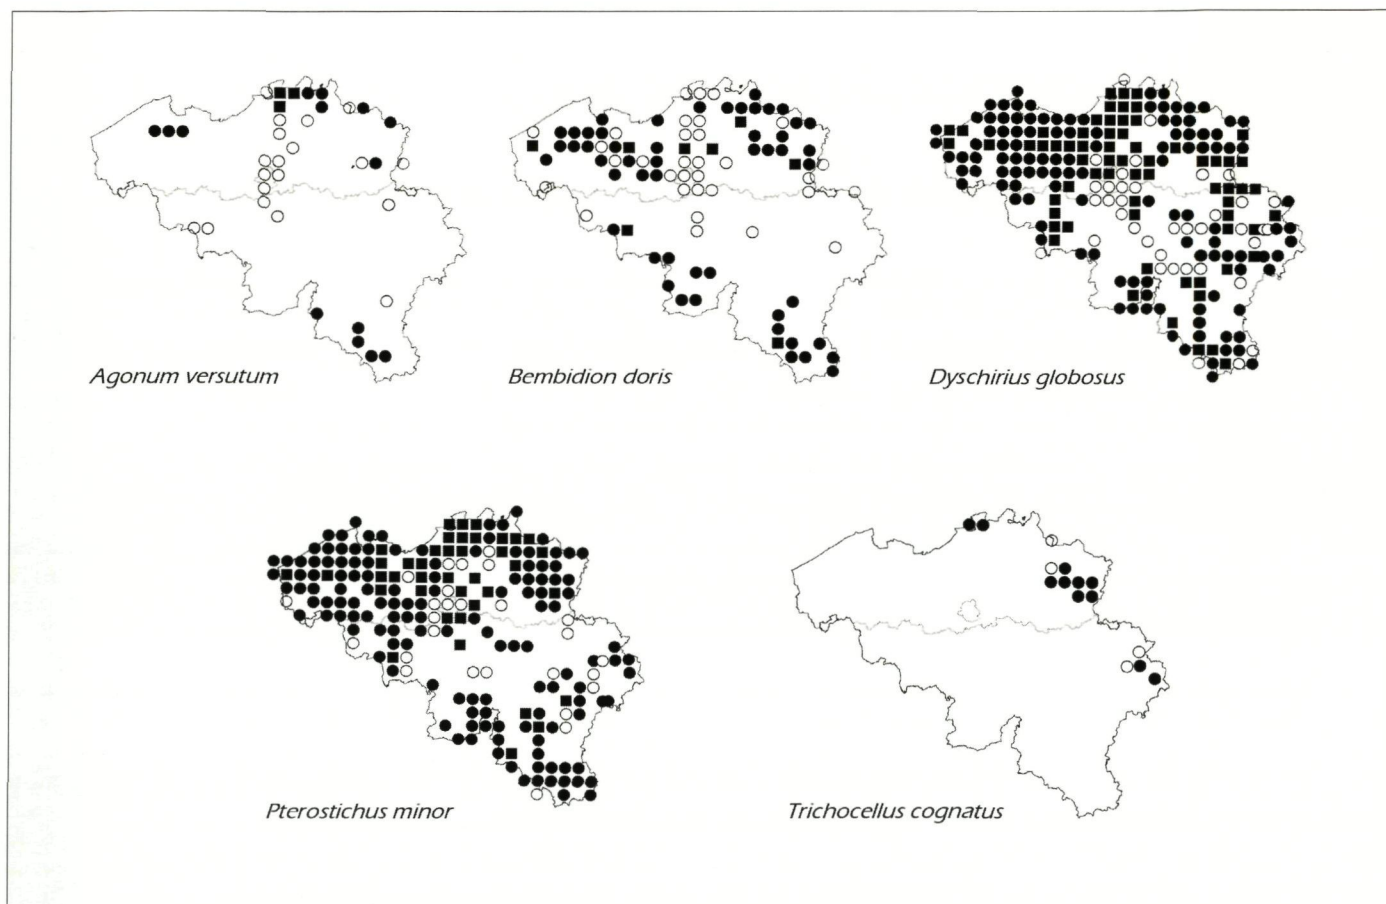 Agonum versutum
Bembidion doris
Dyschirius globosus
Pterostichus minor
Trichocellus cognatus